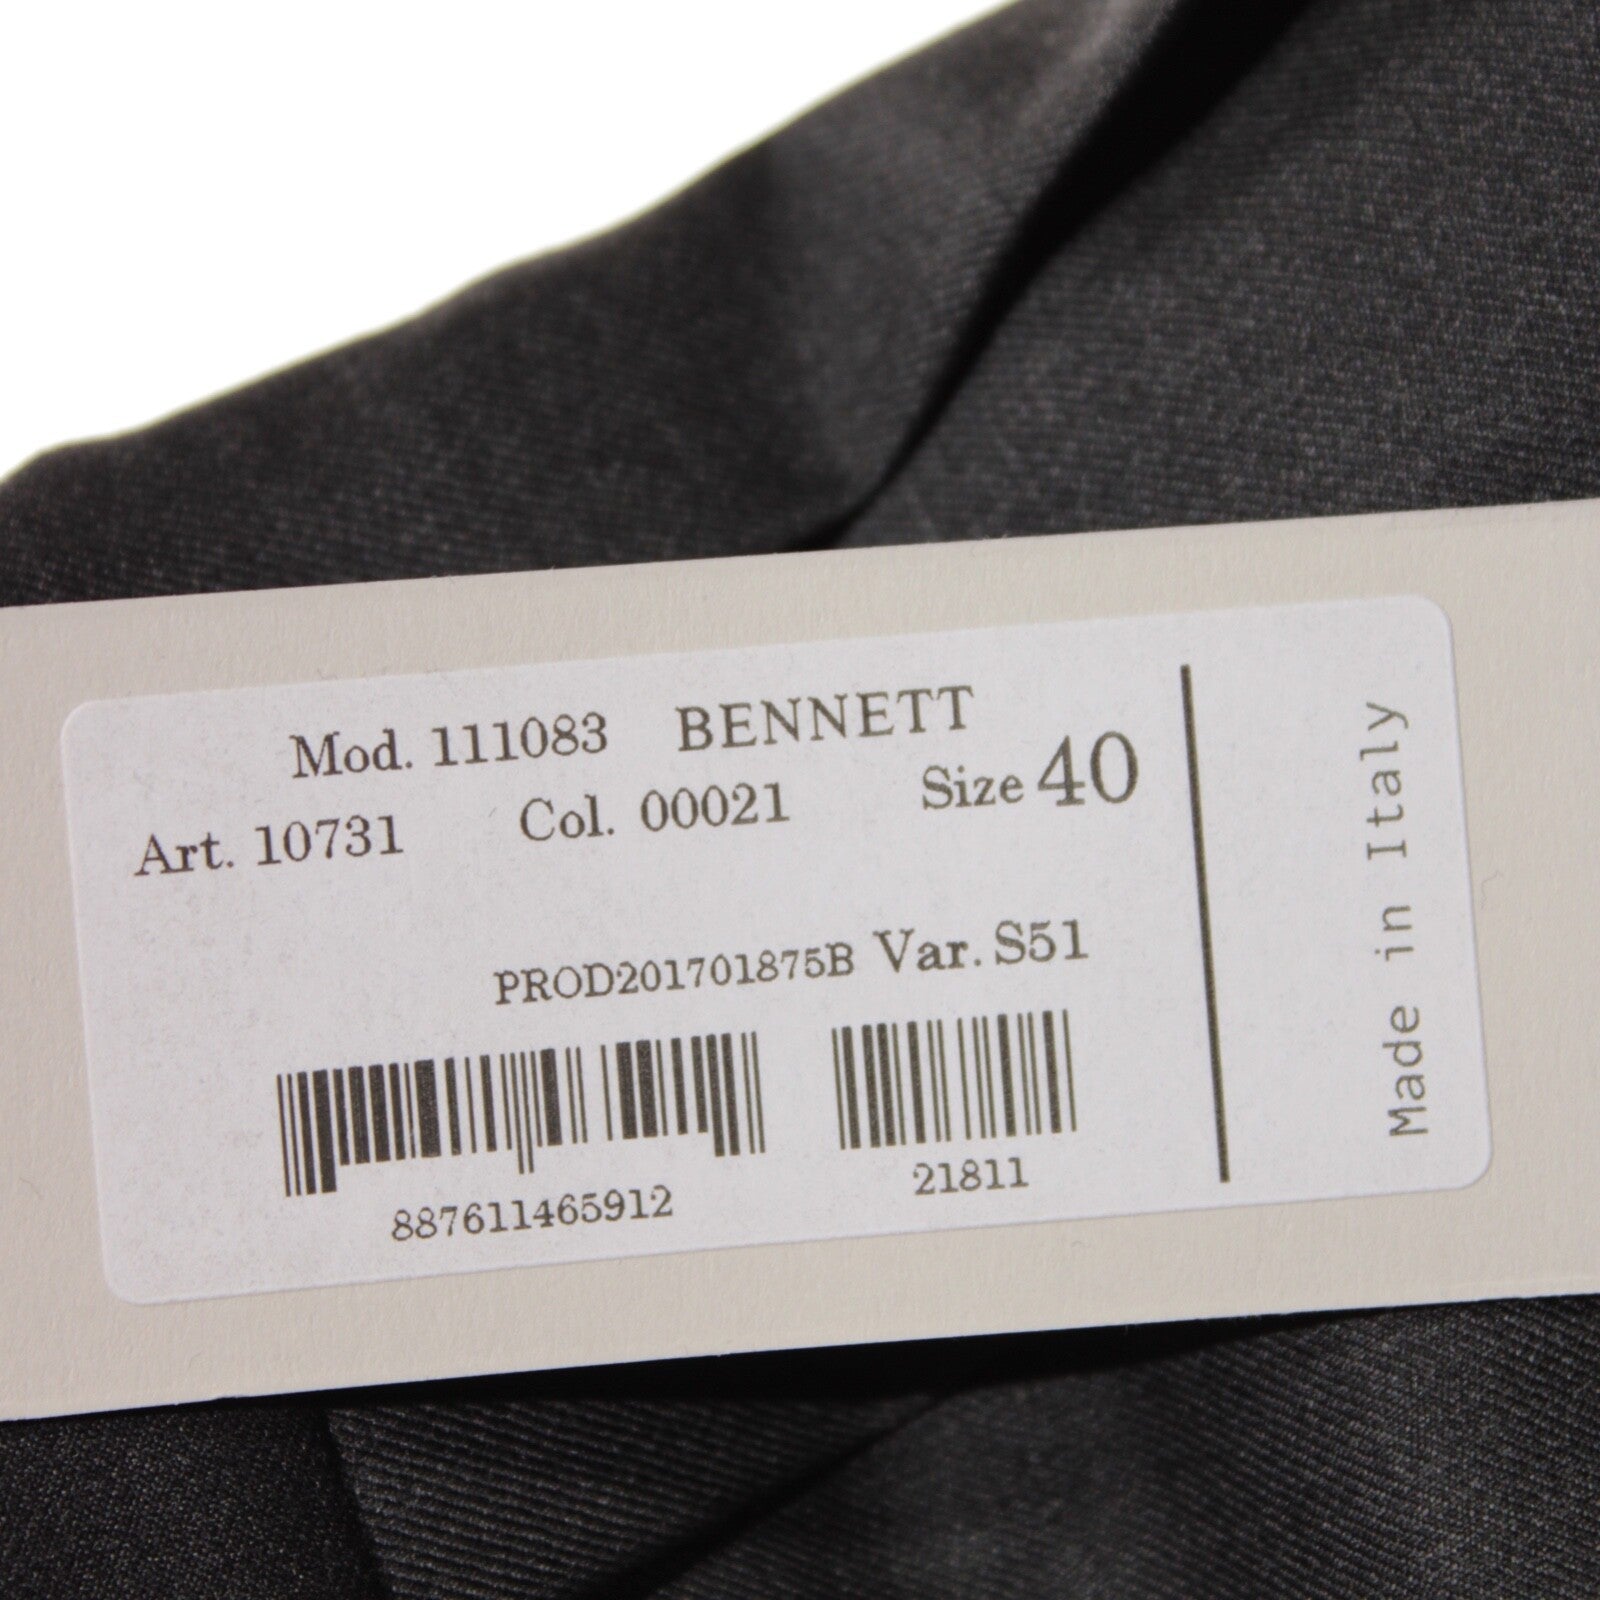 Mod. 111083 BENNETT
Art. 10731 Col. 00021 Size 40
PROD201701875B Var. S51
887611465912 21811
Made in Italy